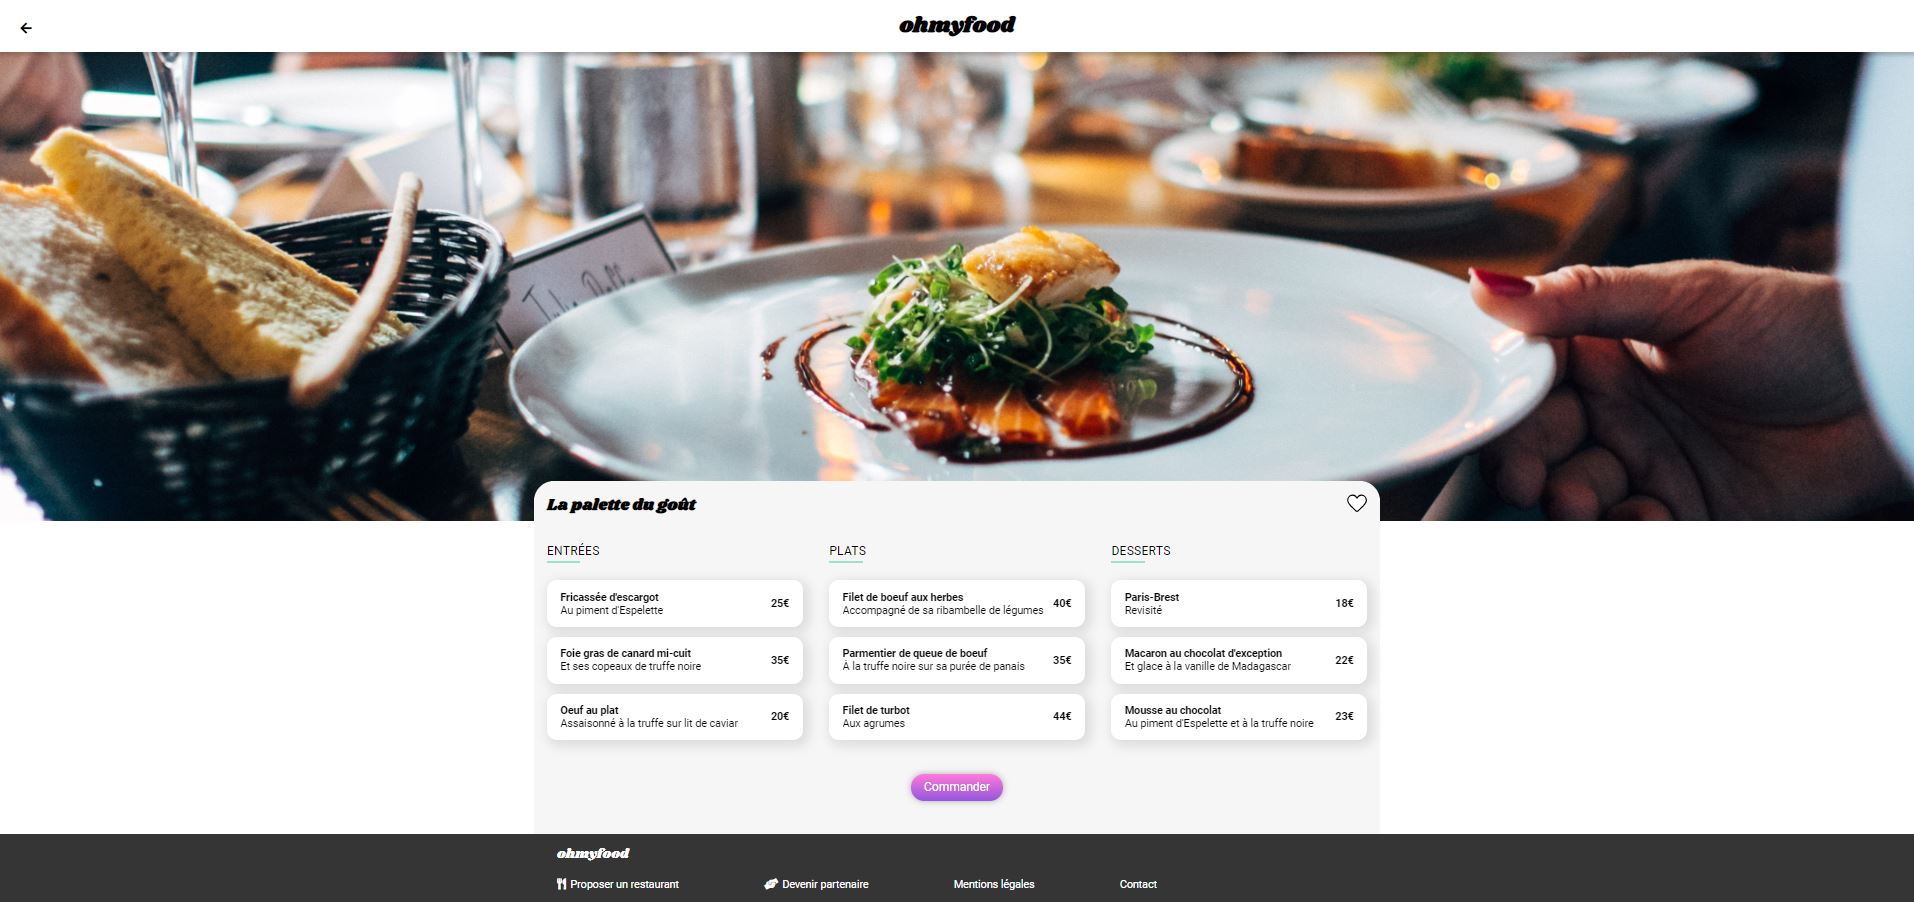 ohmyfood
La palette du goût
ENTRÉES
Fricassée d'escargot
Au piment d'Espelette
25€
Foie gras de canard mi-cuit
Et ses copeaux de truffe noire
35€
Oeuf au plat
Assaisonné à la truffe sur lit de caviar
20€
PLATS
Filet de boeuf aux herbes
Accompagné de sa ribambelle de légumes
40€
Parmentier de queue de boeuf
À la truffe noire sur sa purée de panais
35€
Filet de turbot
Aux agrumes
44€
DESSERTS
Paris-Brest
Revisité
18€
Macaron au chocolat d'exception
Et glace à la vanille de Madagascar
22€
Mousse au chocolat
Au piment d'Espelette et à la truffe noire
23€
Commander
ohmyfood
Proposer un restaurant
Devenir partenaire
Mentions légales
Contact